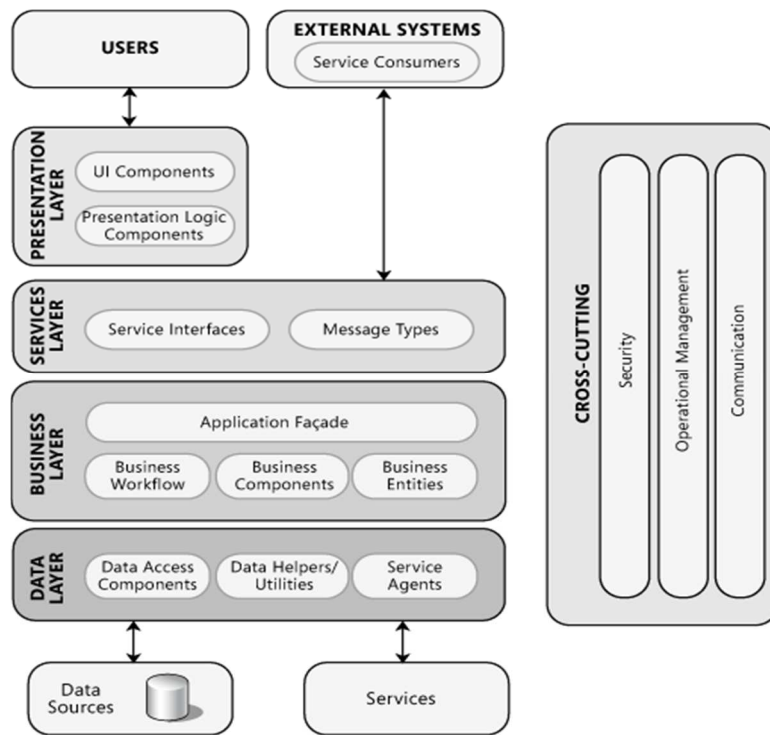 USERS
EXTERNAL SYSTEMS
Service Consumers
PRESENTATION
LAYER
UI Components
Presentation Logic
Components
SERVICES
LAYER
Service Interfaces
Message Types
BUSINESS
LAYER
Application Façade
Business
Workflow
Business
Components
Business
Entities
DATA
LAYER
Data Access
Components
Data Helpers/
Utilities
Service
Agents
Data
Sources
Services
CROSS-CUTTING
Security
Operational Management
Communication